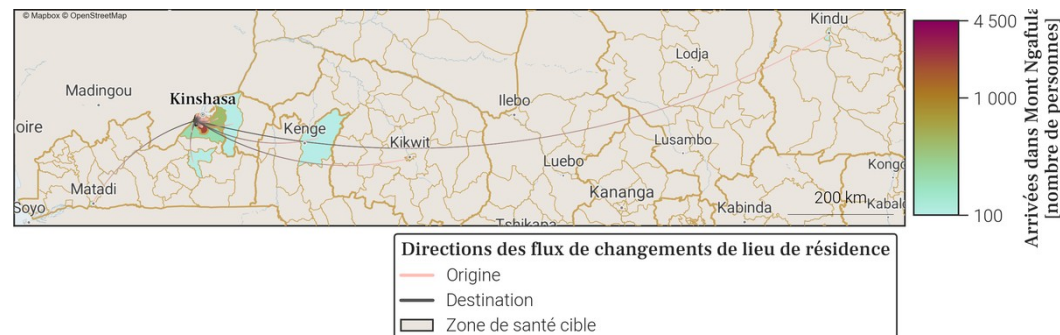 © Mapbox © OpenStreetMap
Kindu
Lodja
Madingou
Kinshasa
Ilebo
oire
Kenge
Kikwit
Lusambo
Luebo
Kongo
Matadi
Kananga
200 km
Soyo
Tshikapa
Kabinda
Kabalo
4 500
1 000
100
Arrivées dans Mont Ngafula
[nombre de personnes]
Directions des flux de changements de lieu de résidence
Origine
Destination
Zone de santé cible